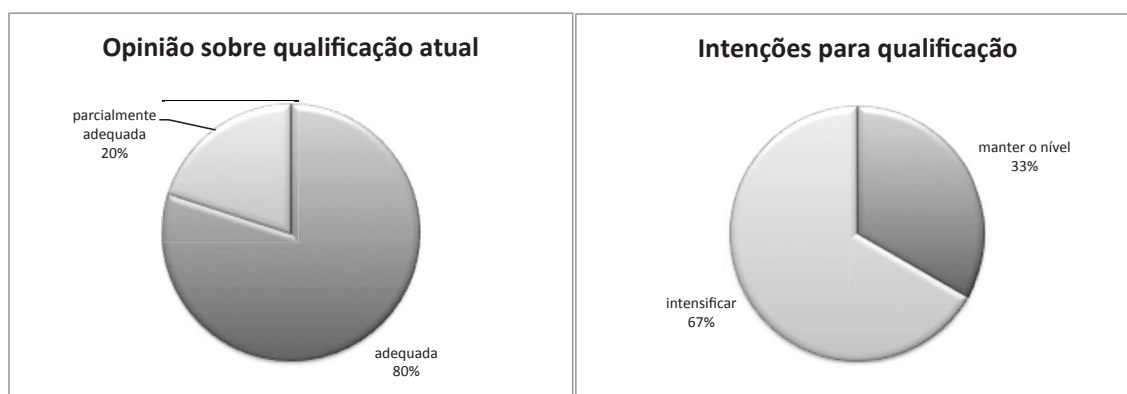 Opinião sobre qualificação atual
parcialmente
adequada
20%
adequada
80%
Intenções para qualificação
manter o nível
33%
intensificar
67%